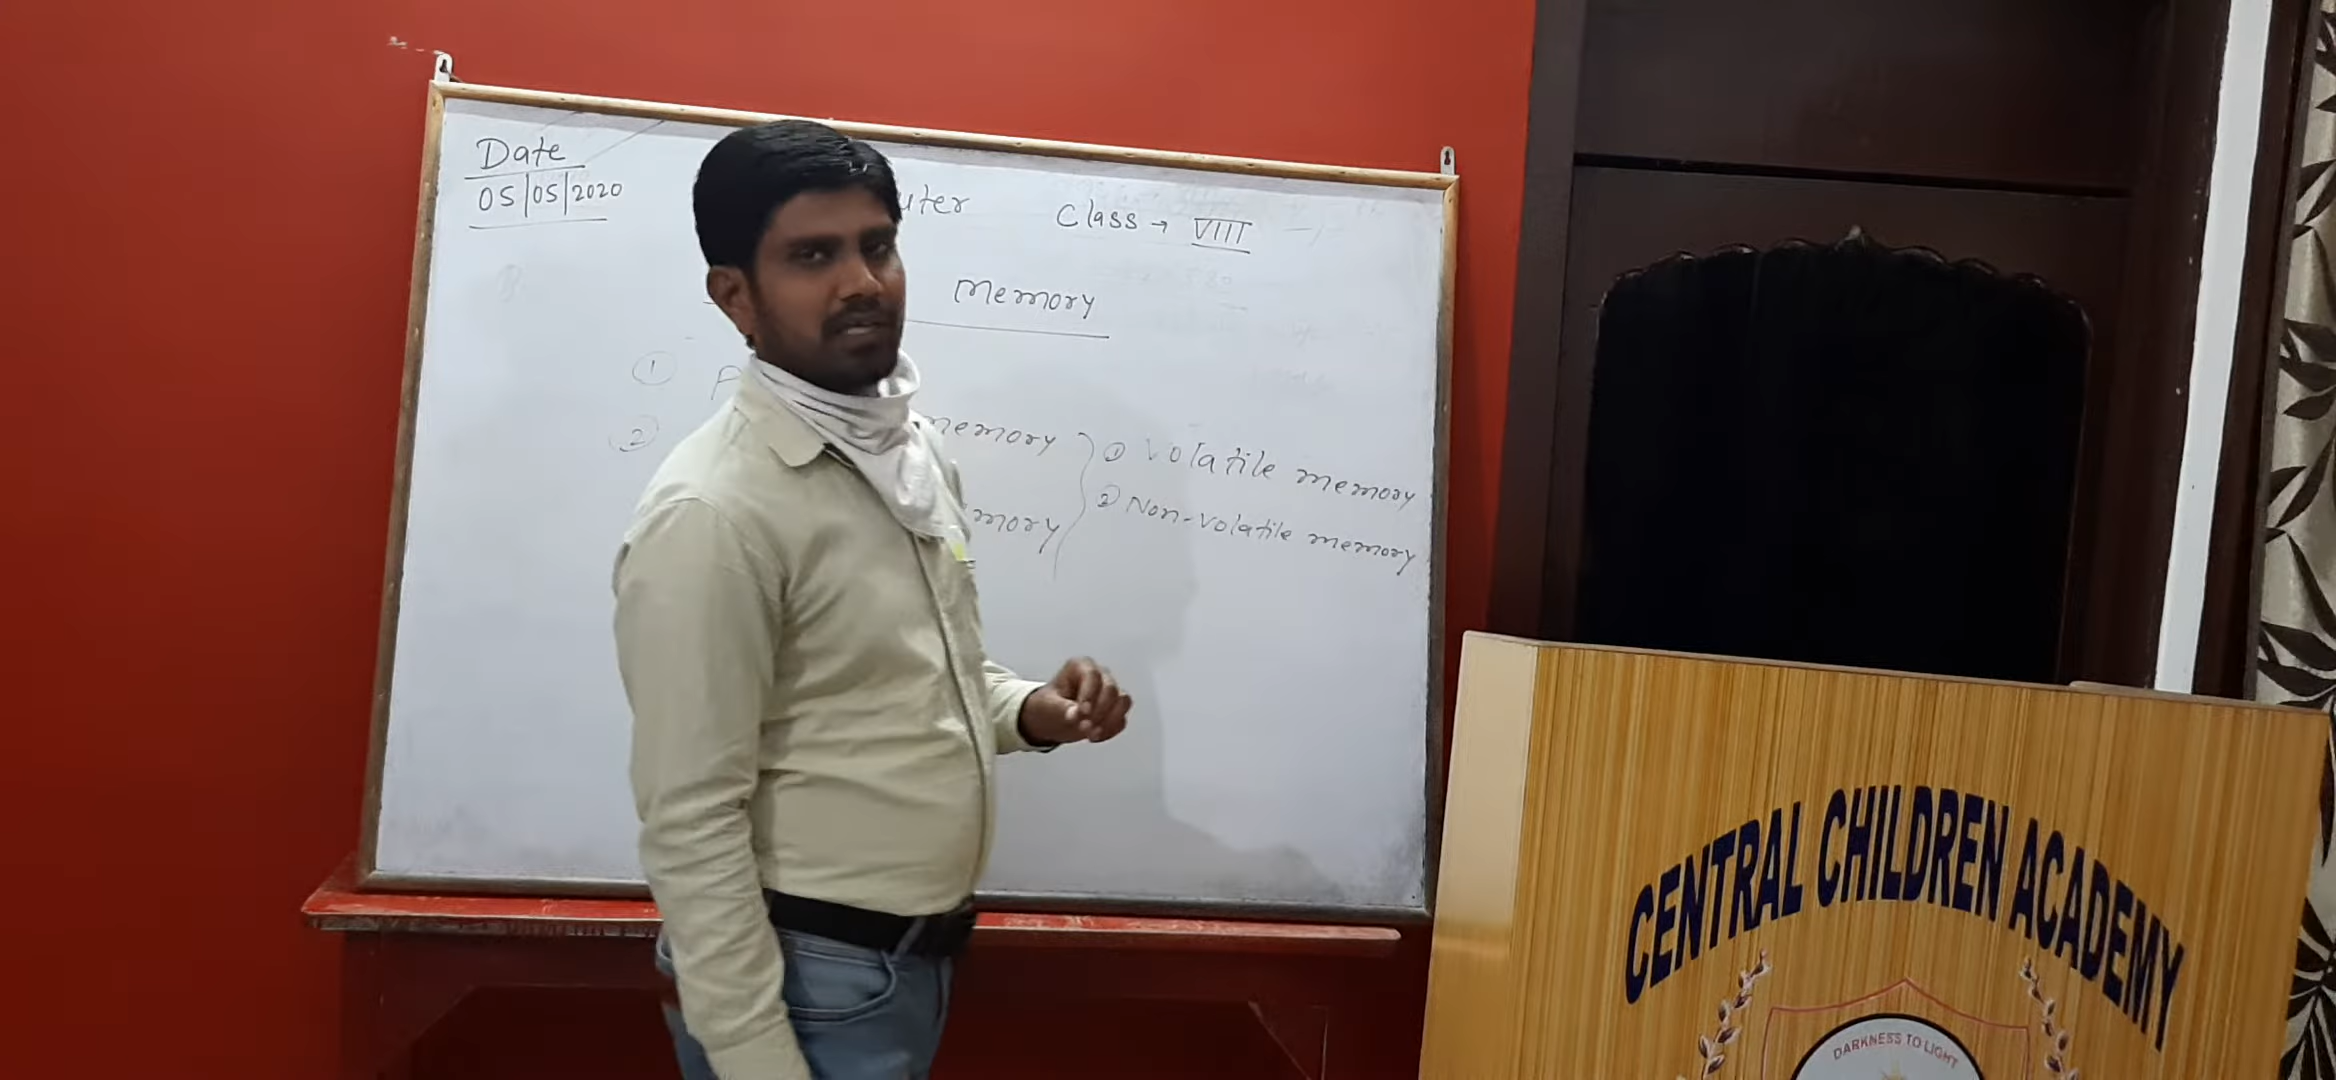 Date
05/05/2020
uter Class → VIII
memory
①
② memory ① volatile memory
mory ② Non-volatile memory
CENTRAL CHILDREN ACADEMY
DARKNESS TO LIGHT